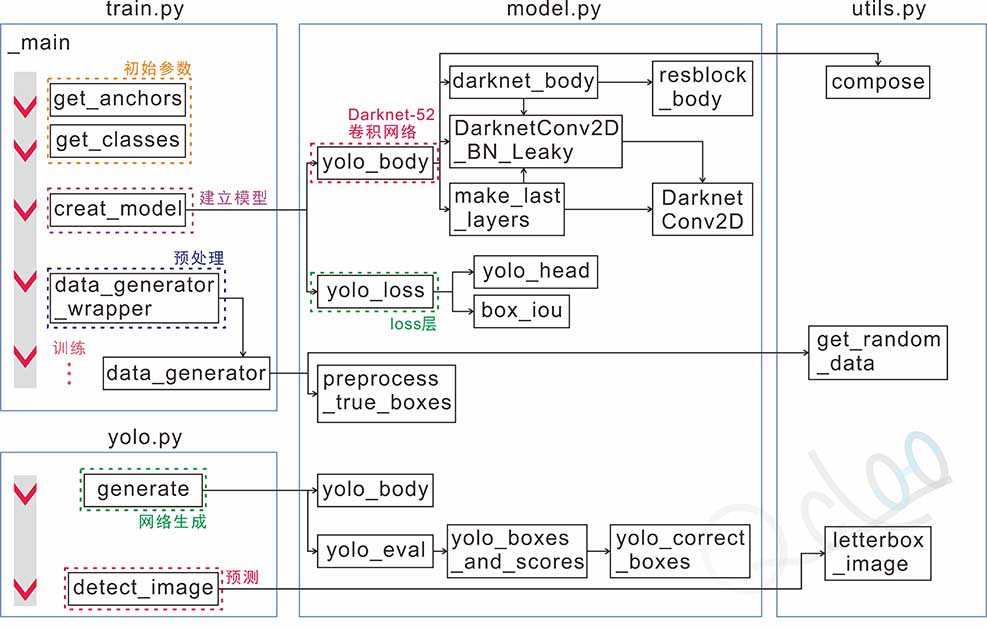 train.py
model.py
utils.py
_main
初始参数
get_anchors
get_classes
creat_model
建立模型
预处理
data_generator
_wrapper
训练
data_generator
Darknet-52
卷积网络
yolo_body
darknet_body
resblock
_body
DarknetConv2D
_BN_Leaky
make_last
_layers
Darknet
Conv2D
yolo_loss
loss层
yolo_head
box_iou
preprocess
_true_boxes
compose
get_random
_data
yolo.py
generate
网络生成
detect_image
预测
yolo_body
yolo_eval
yolo_boxes
_and_scores
yolo_correct
_boxes
letterbox
_image